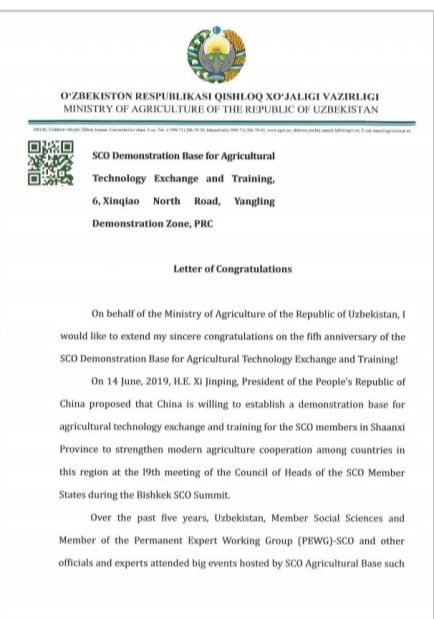 O'ZBEKISTON RESPUBLIKASI QISHLOQ XO'JALIGI VAZIRLIGI
MINISTRY OF AGRICULTURE OF THE REPUBLIC OF UZBEKISTAN
SCO Demonstration Base for Agricultural
Technology Exchange and Training,
6, Xinqiao North Road, Yangling
Demonstration Zone, PRC
Letter of Congratulations
On behalf of the Ministry of Agriculture of the Republic of Uzbekistan, I
would like to extend my sincere congratulations on the fifh anniversary of the
SCO Demonstration Base for Agricultural Technology Exchange and Training!
On 14 June, 2019, H.E. Xi Jinping, President of the People's Republic of
China proposed that China is willing to establish a demonstration base for
agricultural technology exchange and training for the SCO members in Shaanxi
Province to strengthen modern agriculture cooperation among countries in
this region at the 19th meeting of the Council of Heads of the SCO Member
States during the Bishkek SCO Summit.
Over the past five years, Uzbekistan, Member Social Sciences and
Member of the Permanent Expert Working Group (PEWG)-SCO and other
officials and experts attended big events hosted by SCO Agricultural Base such